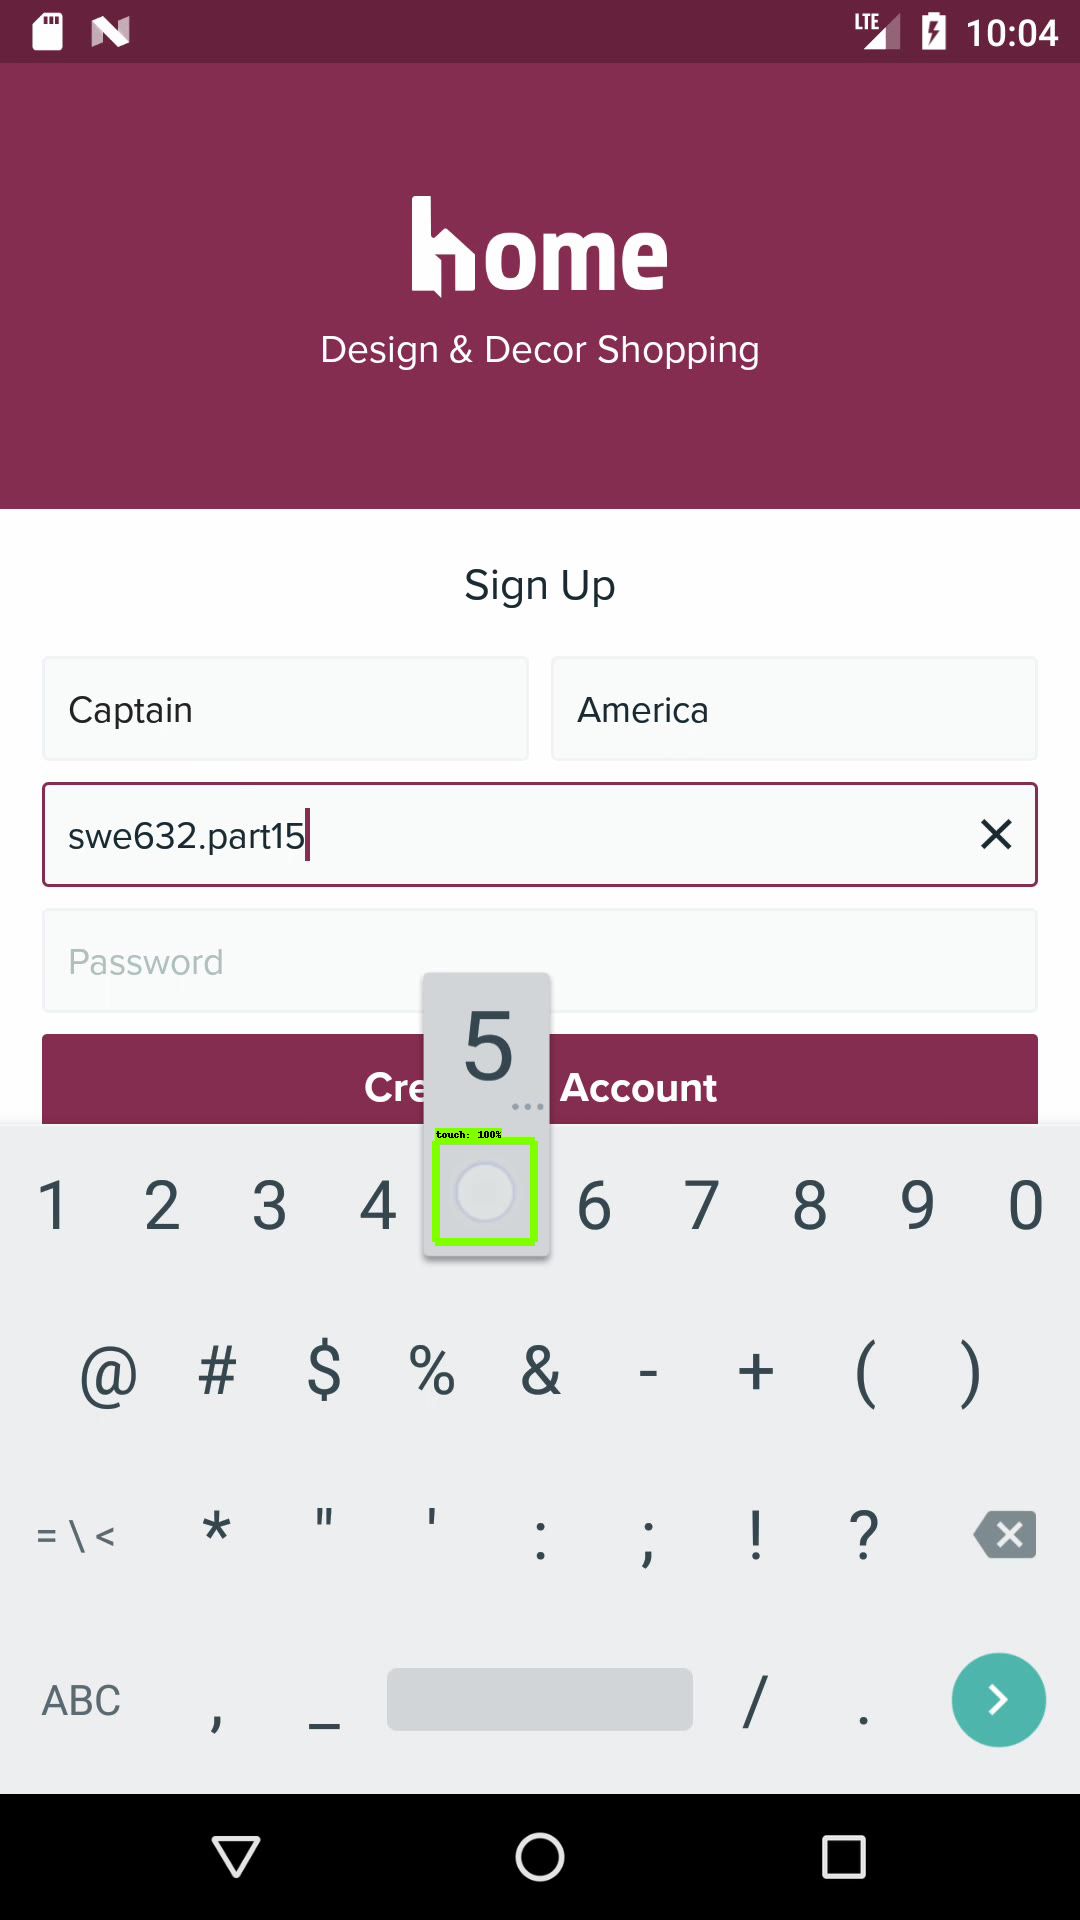 LTE 10:04
home
Design & Decor Shopping
Sign Up
Captain America
swe632.part15
Password
Cre Account
5
touch: 100%
1 2 3 4 6 7 8 9 0
@ # $ % & - + ( )
= \ < * " ' : ; ! ?
ABC , _ / .